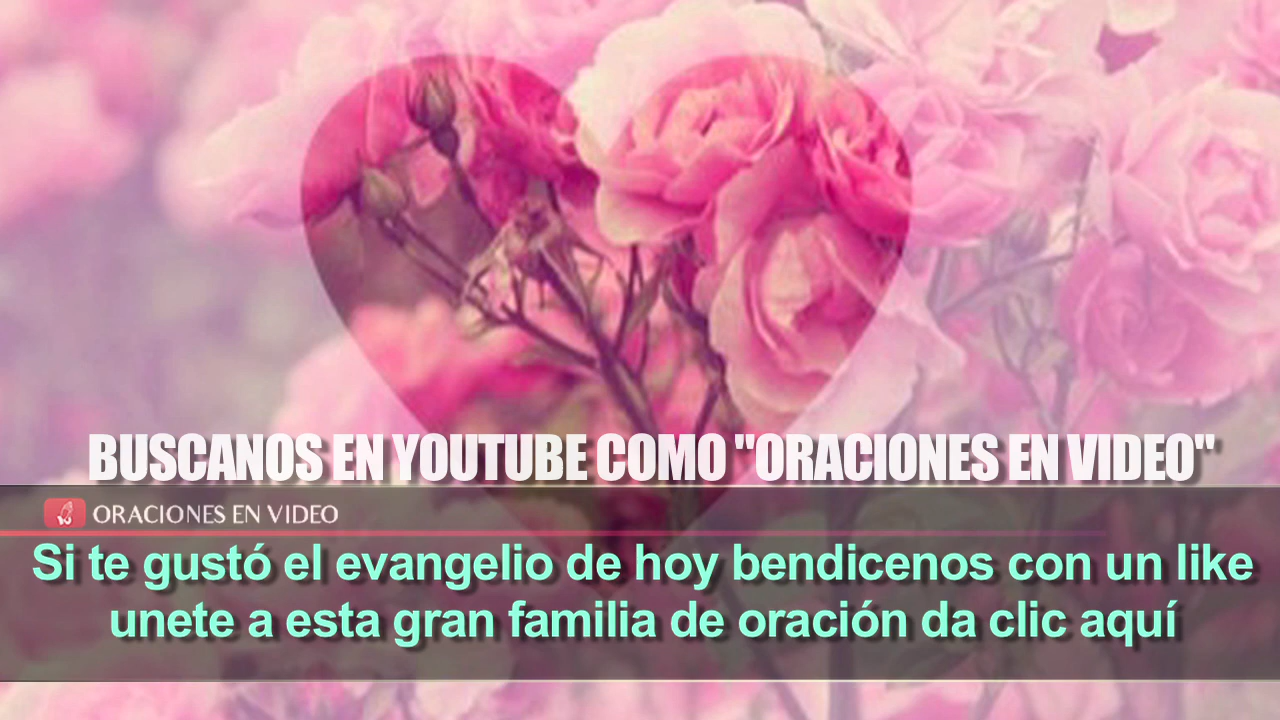 BUSCANOS EN YOUTUBE COMO "ORACIONES EN VIDEO"
ORACIONES EN VIDEO
Si te gustó el evangelio de hoy bendicenos con un like
unete a esta gran familia de oración da clic aquí